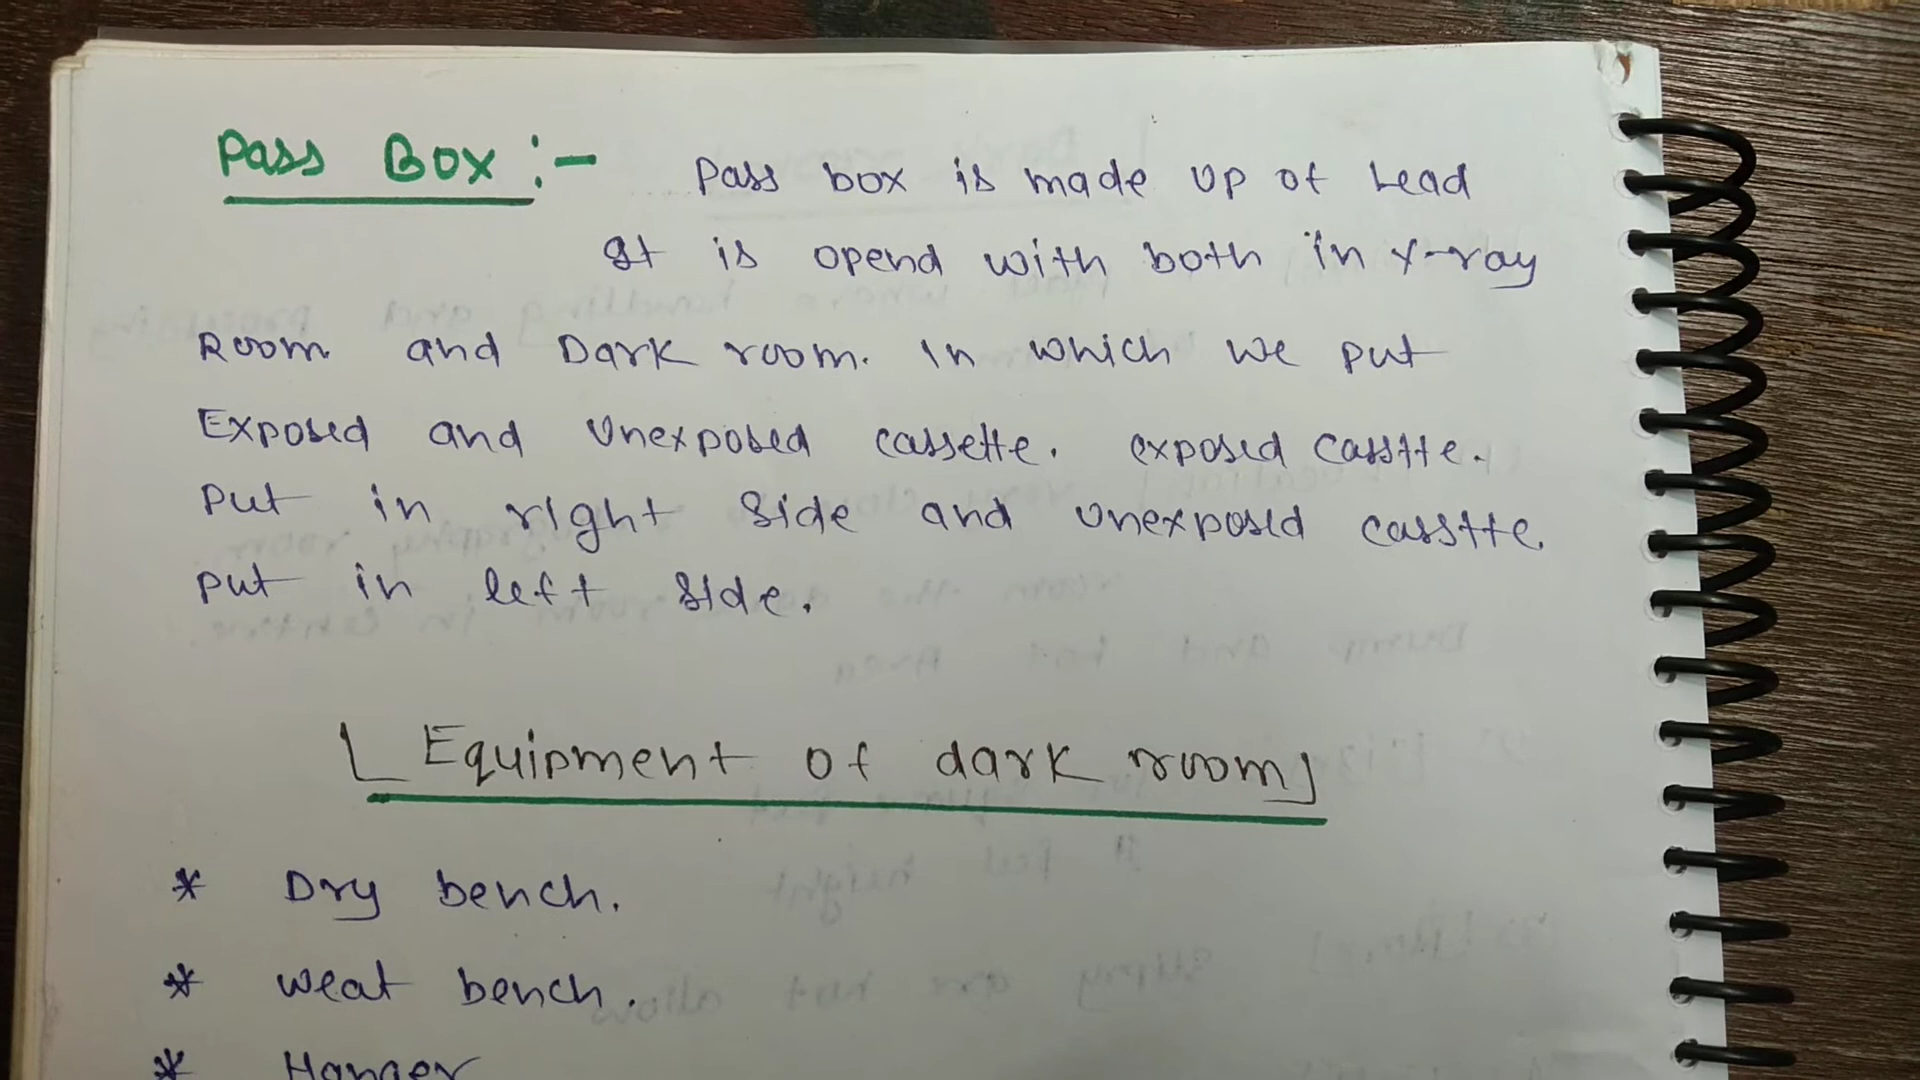 Pass Box :- Pass box is made up of Lead
It is opend with both in x-ray
Room and Dark room. In which we put
Exposed and Unexposed cassette. exposed casstte.
Put in right side and unexposed casstte.
put in left side.
[Equipment of dark room]
* Dry bench.
* weat bench.
* Hanger